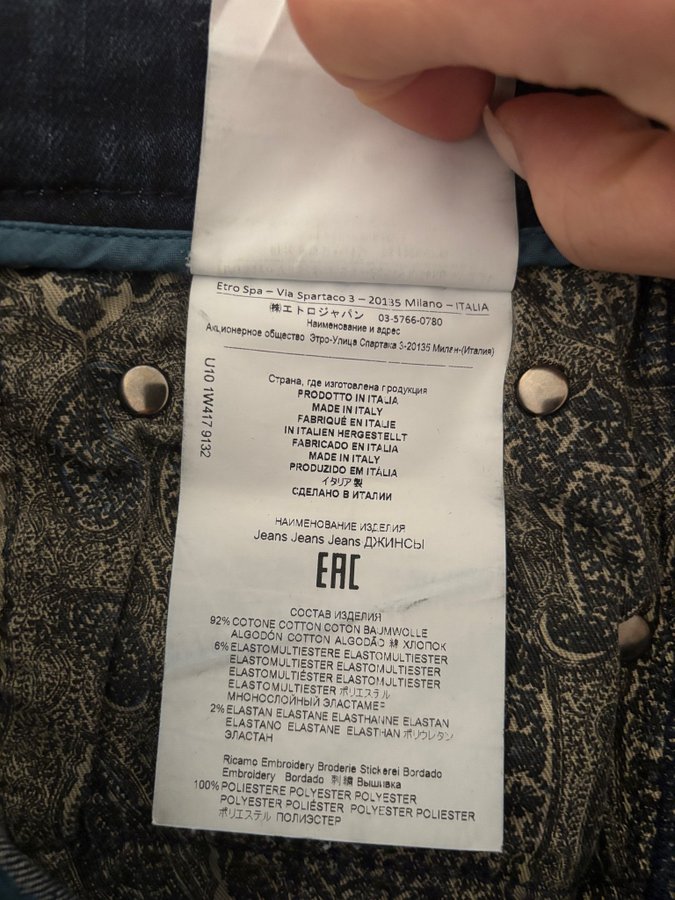 Etro Spa – Via Spartaco 3 – 20135 Milano – ITALIA
㈱エトロジャパン 03-5766-0780
Наименование и адрес
Акционерное общество Этро-Улица Спартака 3-20135 Милан-(Италия)
U10 1W417 9132
Страна, где изготовлена продукция
PRODOTTO IN ITALIA
MADE IN ITALY
FABRIQUÉ EN ITALIE
IN ITALIEN HERGESTELLT
FABRICADO EN ITALIA
MADE IN ITALY
PRODUZIDO EM ITÁLIA
イタリア製
СДЕЛАНО В ИТАЛИИ
НАИМЕНОВАНИЕ ИЗДЕЛИЯ
Jeans Jeans Jeans ДЖИНСЫ
EAC
СОСТАВ ИЗДЕЛИЯ
92% COTONE COTTON COTON BAUMWOLLE
ALGODÓN COTTON ALGODÃO 綿 ХЛОПОК
6% ELASTOMULTIESTERE ELASTOMULTIESTER
ELASTOMULTIESTER ELASTOMULTIESTER
ELASTOMULTIÉSTER ELASTOMULTIESTER
ELASTOMULTIESTER ポリエステル
МНОНОСЛОЙНЫЙ ЭЛАСТАМЕР
2% ELASTAN ELASTANE ELASTHANNE ELASTAN
ELASTANO ELASTANE ELASTHAN ポリウレタン
ЭЛАСТАН
Ricamo Embroidery Broderie Stickerei Bordado
Embroidery Bordado 刺繍 Вышивка
100% POLIESTERE POLYESTER POLYESTER
POLYESTER POLIÉSTER POLYESTER POLIESTER
ポリエステル ПОЛИЭСТЕР